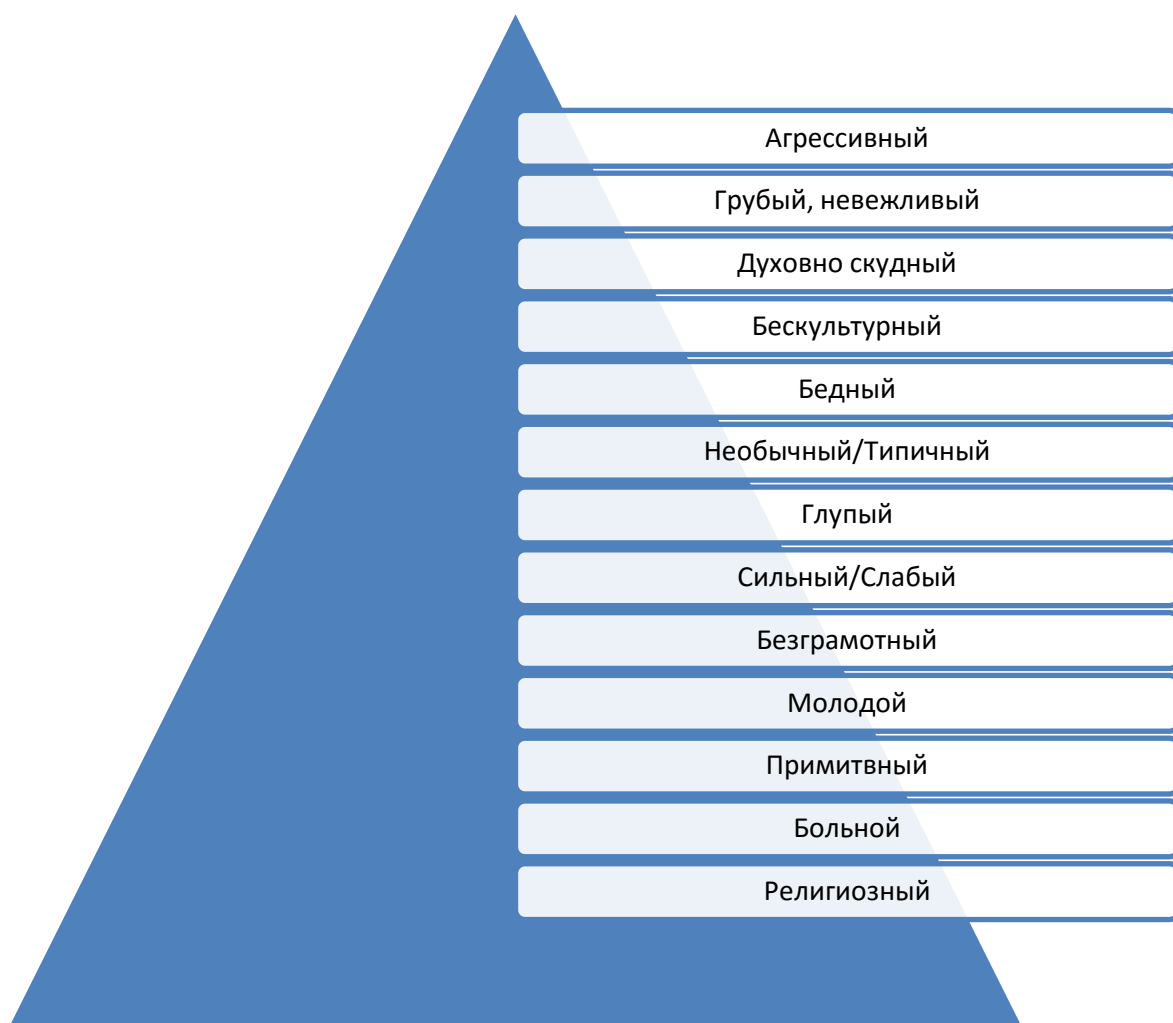 Агрессивный
Грубый, невежливый
Духовно скудный
Бескультурный
Бедный
Необычный/Типичный
Глупый
Сильный/Слабый
Безграмотный
Молодой
Примитвный
Больной
Религиозный